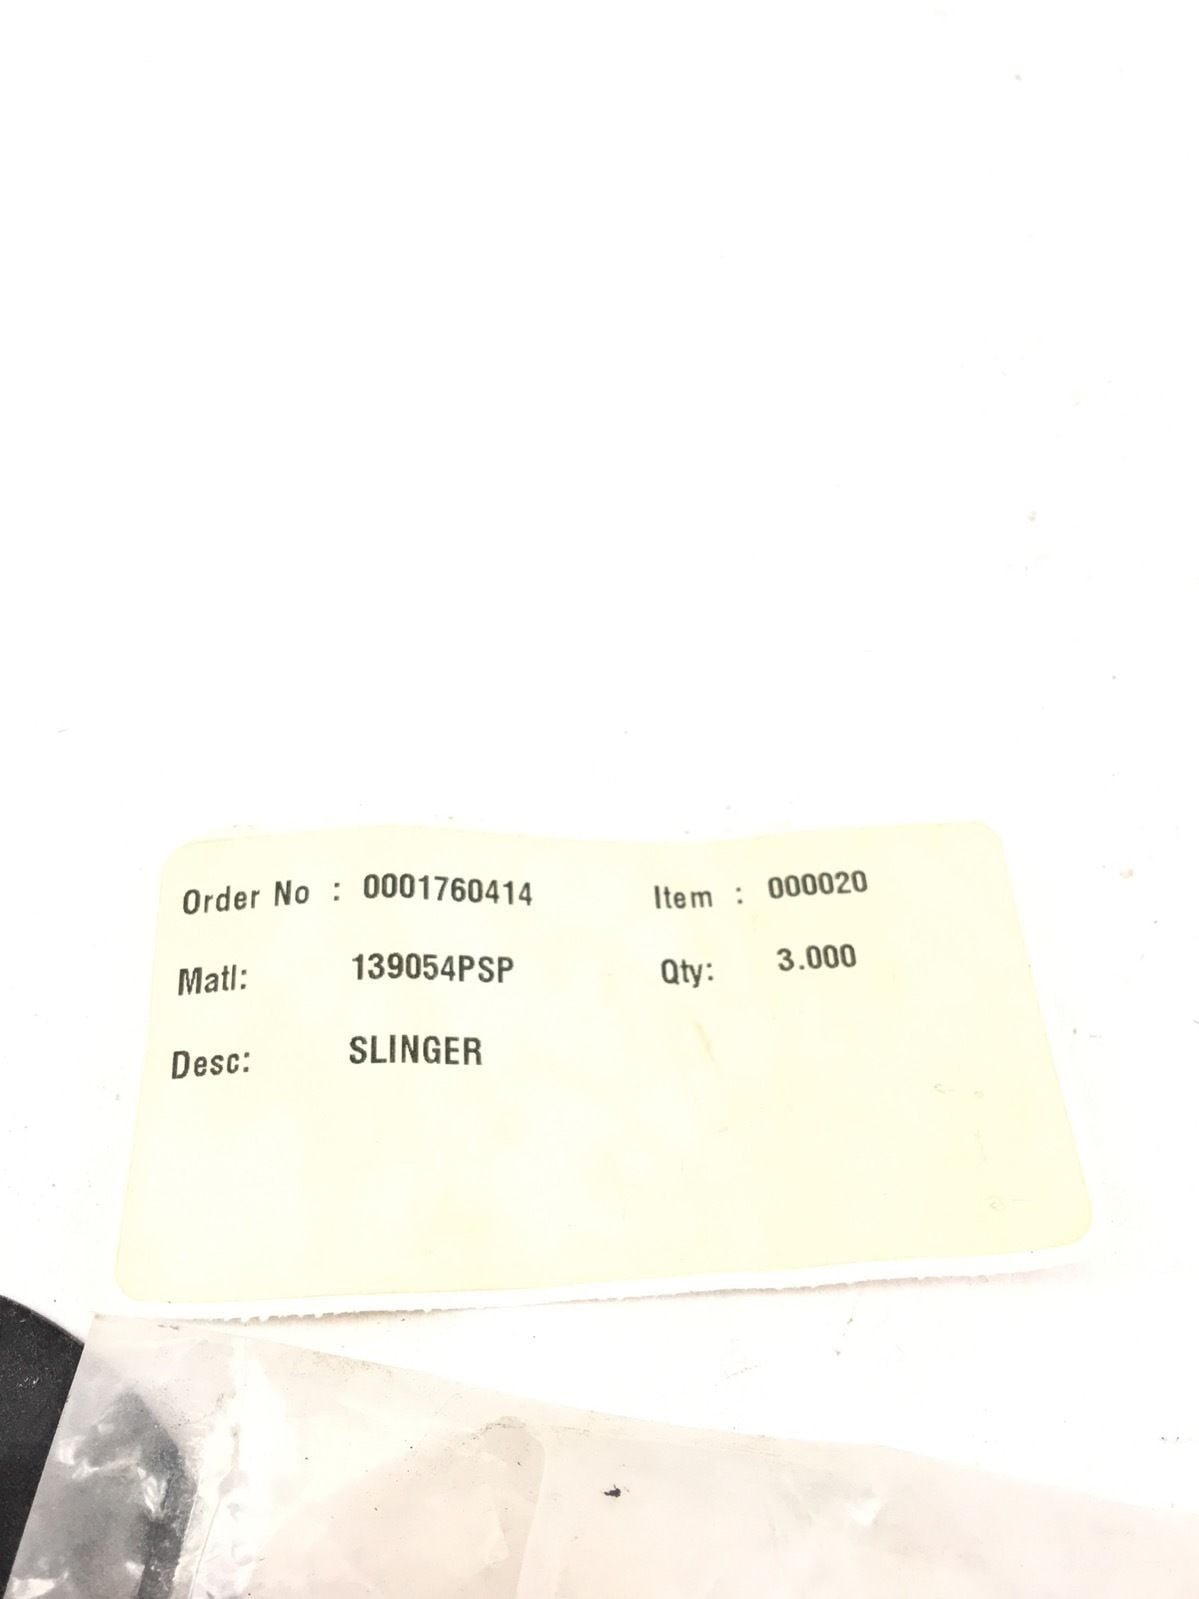 Order No : 0001760414 Item : 000020
Matl: 139054PSP Qty: 3.000
Desc: SLINGER